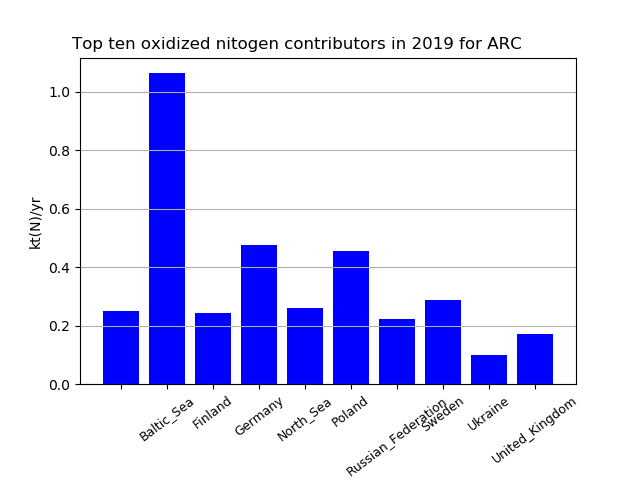 Top ten oxidized nitogen contributors in 2019 for ARC
kt(N)/yr
1.0
0.8
0.6
0.4
0.2
0.0
Baltic_Sea
Finland
Germany
North_Sea
Poland
Russian_Federation
Sweden
Ukraine
United_Kingdom